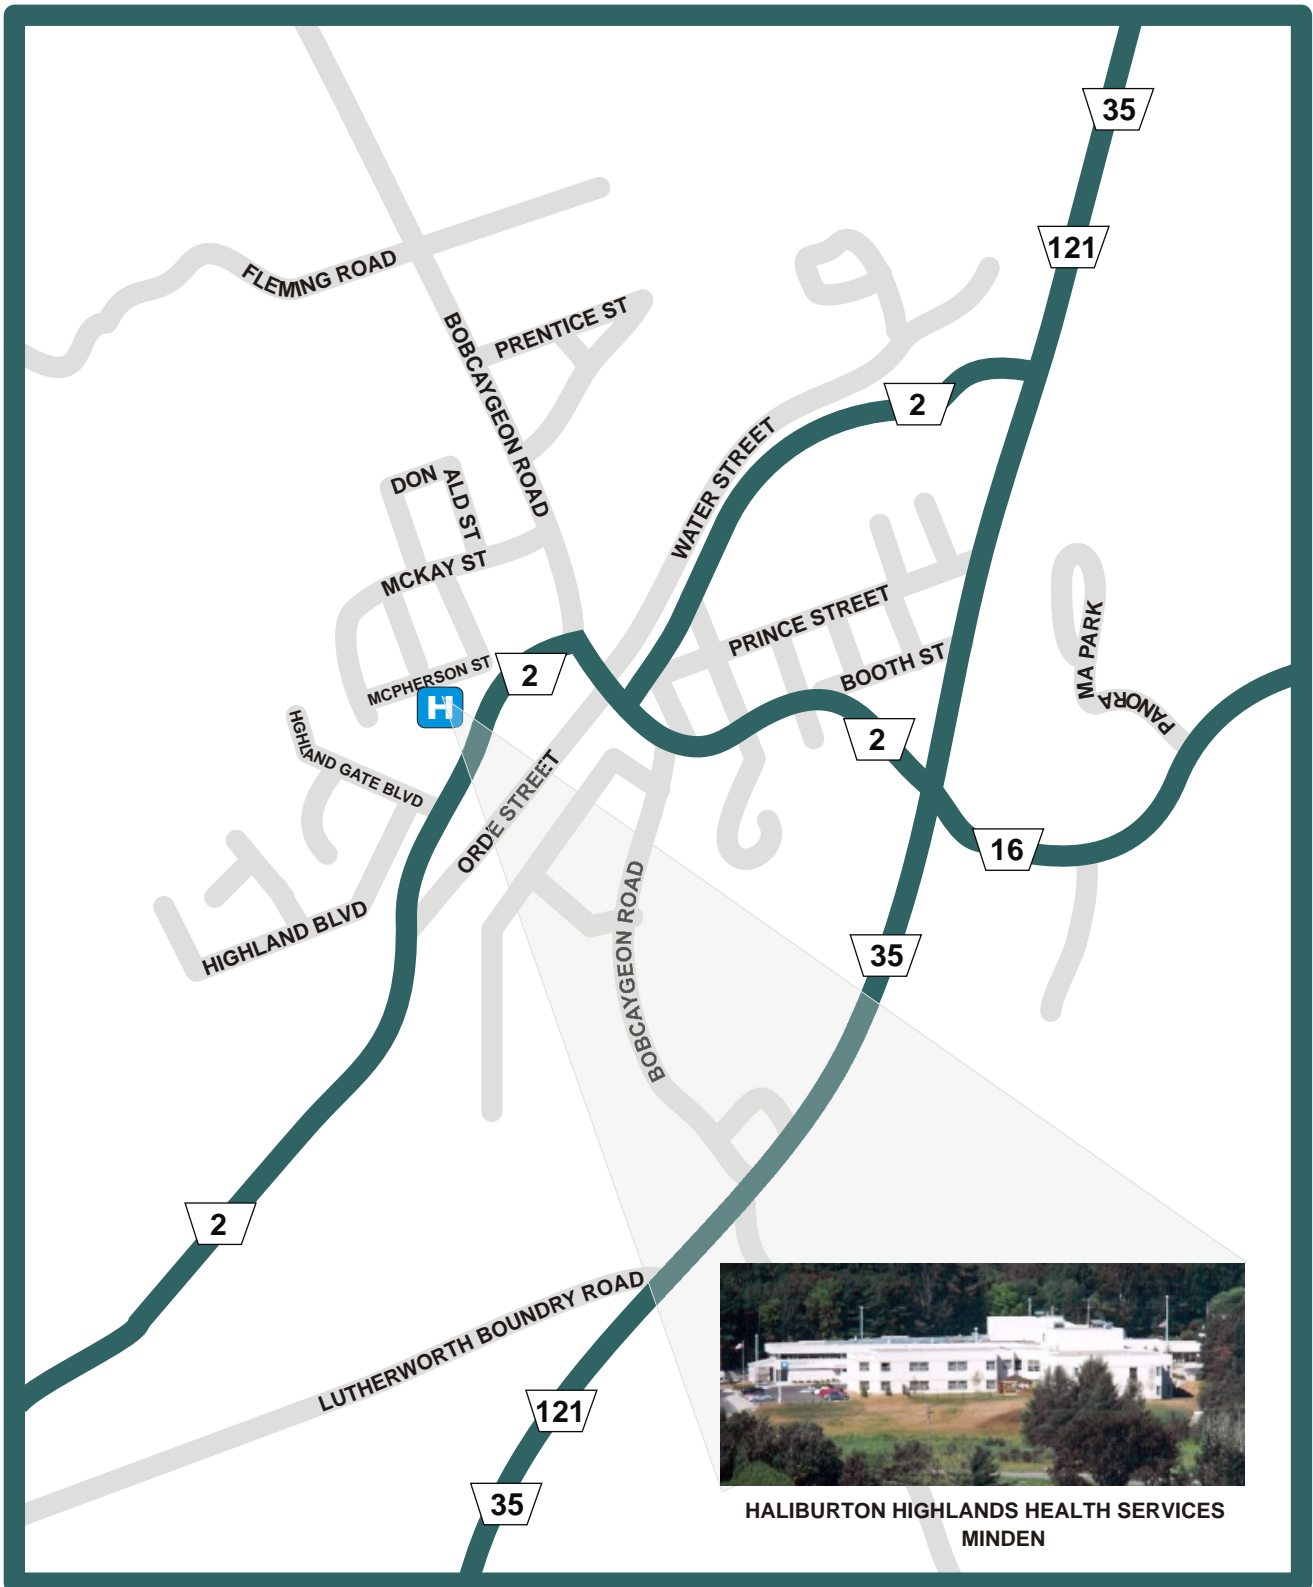 35
121
FLEMING ROAD
PRENTICE ST
BOBCAYGEON ROAD
2
WATER STREET
DON
ALD ST
MCKAY ST
PRINCE STREET
BOOTH ST
MA PARK
PANORA
MCPHERSON ST
2
H
2
HGHLAND GATE BLVD
ORDE STREET
16
BOBCAYGEON ROAD
HIGHLAND BLVD
35
2
LUTHERWORTH BOUNDRY ROAD
121
35
HALIBURTON HIGHLANDS HEALTH SERVICES
MINDEN